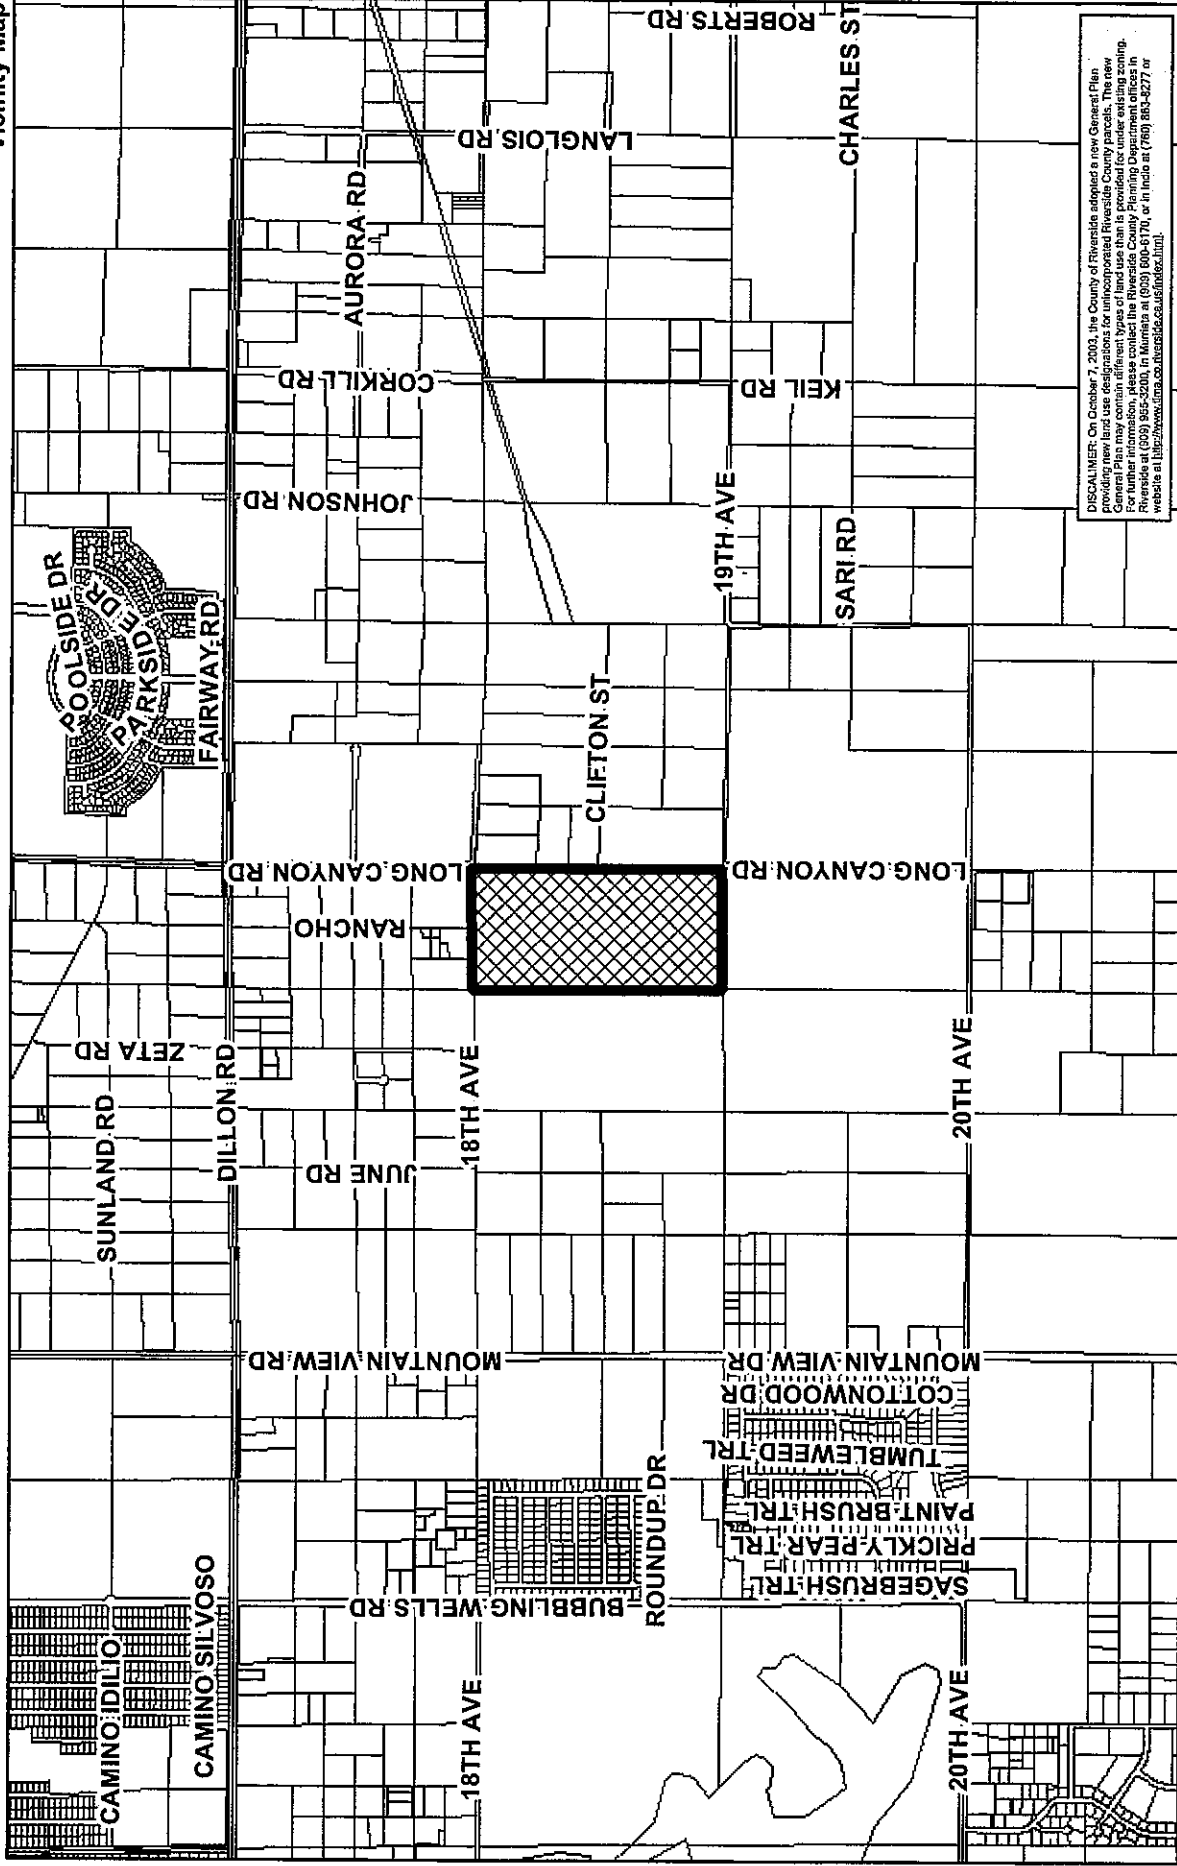 Vicinity Map
CAMINO IDILIO
CAMINO SILVOSO
SUNLAND RD
ZETA RD
DILLON RD
POOLSIDE DR
PARKSIDE DR
FAIRWAY RD
JUNE RD
RANCHO
LONG CANYON RD
JOHNSON RD
CORKILL RD
AURORA RD
LANGLOIS RD
ROBERTS RD
BUBBLING WELLS RD
MOUNTAIN VIEW RD
18TH AVE
18TH AVE
ROUNDUP DR
CLIFTON ST
19TH AVE
KEIL RD
CHARLES ST
SARI RD
SAGEBRUSH TRL
PRICKLY PEAR TRL
PAINT BRUSH TRL
TUMBLEWEED TRL
COTTONWOOD DR
MOUNTAIN VIEW DR
LONG CANYON RD
20TH AVE
20TH AVE
DISCALIMER: On October 7, 2003, the County of Riverside adopted a new General Plan
providing new land use designations for unincorporated Riverside County parcels. The new
General Plan may contain different types of land use than is provided for under existing zoning.
For further information, please contact the Riverside County Planning Department offices in
Riverside at (909) 955-3200, in Murrieta at (909) 600-6170, or in Indio at (760) 863-8277 or
website at http://www.tlma.co.riverside.ca.us/index.html.